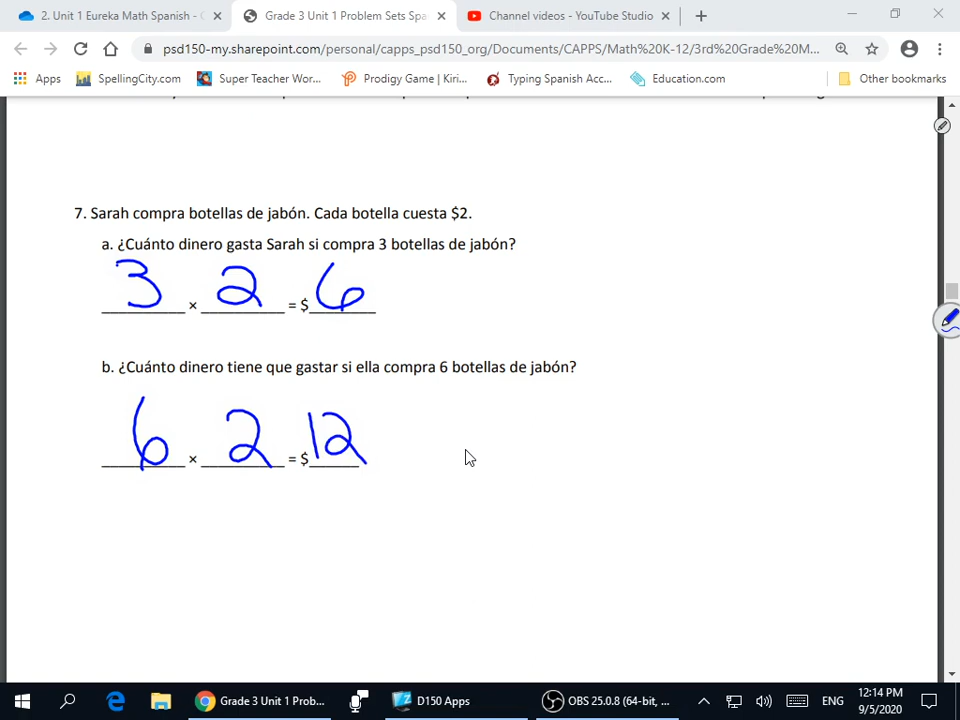 2. Unit 1 Eureka Math Spanish -
Grade 3 Unit 1 Problem Sets Spa
Channel videos - YouTube Studio
psd150-my.sharepoint.com/personal/capps_psd150_org/Documents/CAPPS/Math%20K-12/3rd%20Grade%20M...
Apps SpellingCity.com Super Teacher Wor... Prodigy Game | Kiri... Typing Spanish Acc... Education.com Other bookmarks
7. Sarah compra botellas de jabón. Cada botella cuesta $2.
a. ¿Cuánto dinero gasta Sarah si compra 3 botellas de jabón?
3 × 2 = $ 6
b. ¿Cuánto dinero tiene que gastar si ella compra 6 botellas de jabón?
6 × 2 = $ 12
Grade 3 Unit 1 Prob... D150 Apps OBS 25.0.8 (64-bit, ... ENG 12:14 PM
9/5/2020